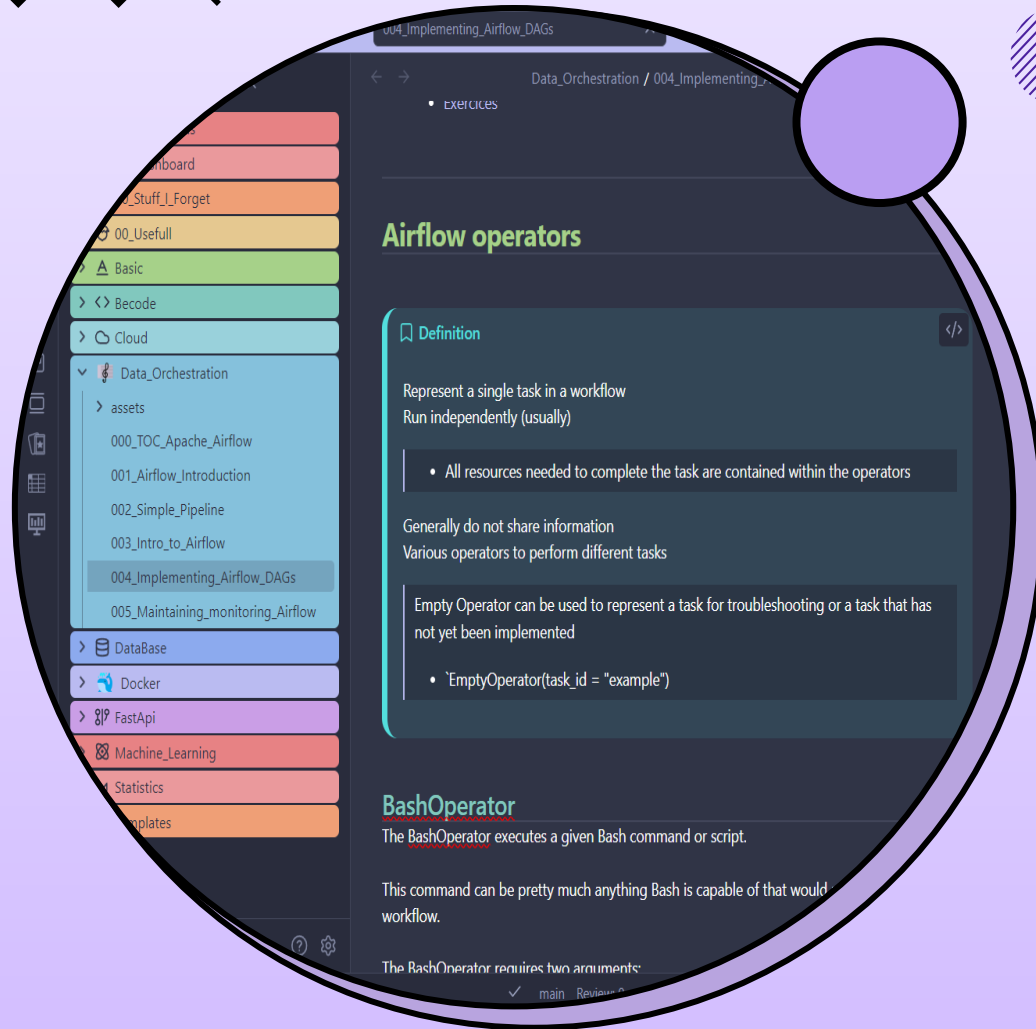 004_Implementing_Airflow_DAGs
Data_Orchestration / 004_Implementing_
Exercices
_Stuff_I_Forget
00_Usefull
Basic
Becode
Cloud
Data_Orchestration
assets
000_TOC_Apache_Airflow
001_Airflow_Introduction
002_Simple_Pipeline
003_Intro_to_Airflow
004_Implementing_Airflow_DAGs
005_Maintaining_monitoring_Airflow
DataBase
Docker
FastApi
Machine_Learning
Statistics
Airflow operators
Definition
</>
Represent a single task in a workflow
Run independently (usually)
• All resources needed to complete the task are contained within the operators
Generally do not share information
Various operators to perform different tasks
Empty Operator can be used to represent a task for troubleshooting or a task that has
not yet been implemented
• `EmptyOperator(task_id = "example")
BashOperator
The BashOperator executes a given Bash command or script.
This command can be pretty much anything Bash is capable of that would
workflow.
The BashOperator requires two arguments:
main Review: